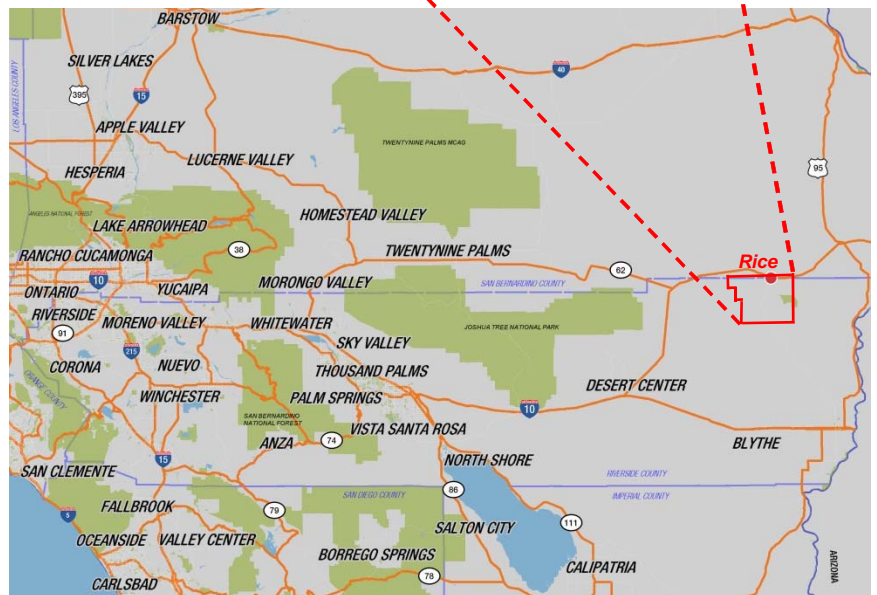 BARSTOW
SILVER LAKES
40
395
15
LOS ANGELES COUNTY
APPLE VALLEY
TWENTYNINE PALMS MCAG
LUCERNE VALLEY
95
HESPERIA
HOMESTEAD VALLEY
ANGELES NATIONAL FOREST
LAKE ARROWHEAD
38
TWENTYNINE PALMS
RANCHO CUCAMONGA
Rice
62
10
YUCAIPA
MORONGO VALLEY
SAN BERNARDINO COUNTY
ONTARIO
RIVERSIDE
MORENO VALLEY
WHITEWATER
JOSHUA TREE NATIONAL PARK
91
215
SKY VALLEY
CORONA
NUEVO
THOUSAND PALMS
DESERT CENTER
ORANGE COUNTY
WINCHESTER
PALM SPRINGS
10
SAN BERNARDINO
NATIONAL FOREST
VISTA SANTA ROSA
ANZA
74
BLYTHE
15
NORTH SHORE
SAN CLEMENTE
RIVERSIDE COUNTY
SAN DIEGO COUNTY
86
IMPERIAL COUNTY
FALLBROOK
79
5
SALTON CITY
111
OCEANSIDE
VALLEY CENTER
BORREGO SPRINGS
CALIPATRIA
ARIZONA
78
CARLSBAD